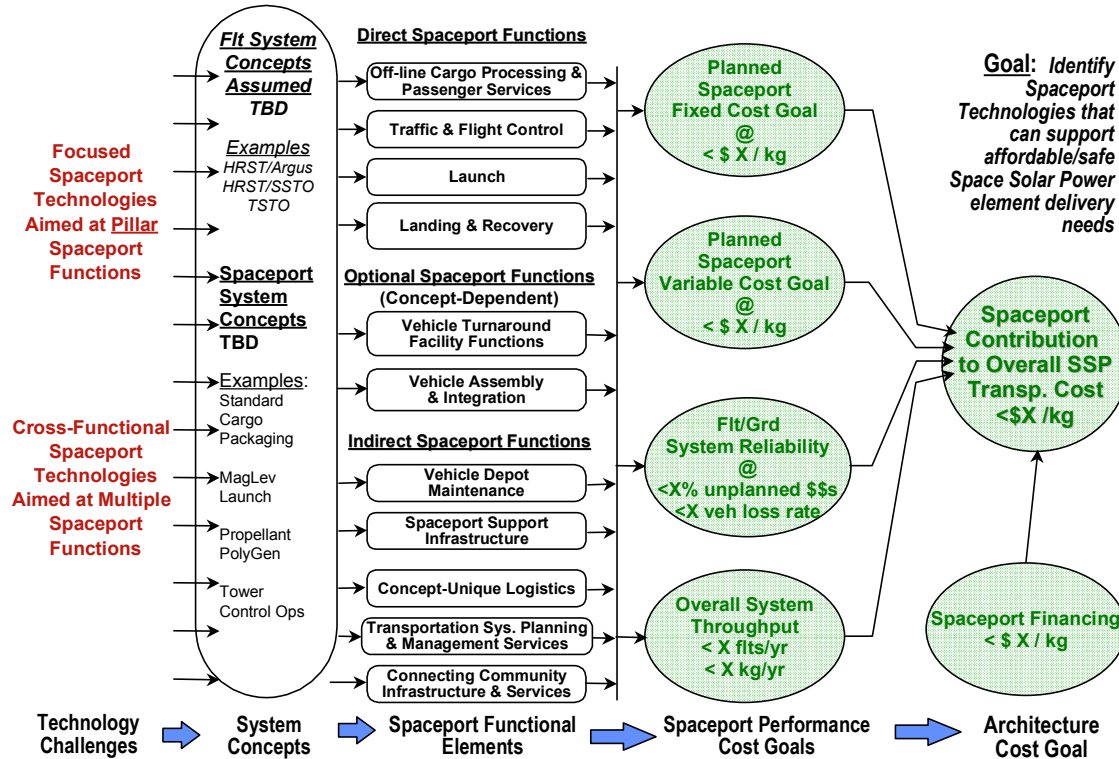 Focused
Spaceport
Technologies
Aimed at Pillar
Spaceport
Functions
Cross-Functional
Spaceport
Technologies
Aimed at Multiple
Spaceport
Functions
Flt System
Concepts
Assumed
TBD
Examples
HRST/Argus
HRST/SSTO
TSTO
Spaceport
System
Concepts
TBD
Examples:
Standard
Cargo
Packaging
MagLev
Launch
Propellant
PolyGen
Tower
Control Ops
Direct Spaceport Functions
Off-line Cargo Processing &
Passenger Services
Traffic & Flight Control
Launch
Landing & Recovery
Optional Spaceport Functions
(Concept-Dependent)
Vehicle Turnaround
Facility Functions
Vehicle Assembly
& Integration
Indirect Spaceport Functions
Vehicle Depot
Maintenance
Spaceport Support
Infrastructure
Concept-Unique Logistics
Transportation Sys. Planning
& Management Services
Connecting Community
Infrastructure & Services
Planned
Spaceport
Fixed Cost Goal
@
< $ X / kg
Planned
Spaceport
Variable Cost Goal
@
< $ X / kg
Flt/Grd
System Reliability
@
<X% unplanned $$s
<X veh loss rate
Overall System
Throughput
< X flts/yr
< X kg/yr
Goal: Identify
Spaceport
Technologies that
can support
affordable/safe
Space Solar Power
element delivery
needs
Spaceport
Contribution
to Overall SSP
Transp. Cost
<$X /kg
Spaceport Financing
< $ X / kg
Technology
Challenges
System
Concepts
Spaceport Functional
Elements
Spaceport Performance
Cost Goals
Architecture
Cost Goal